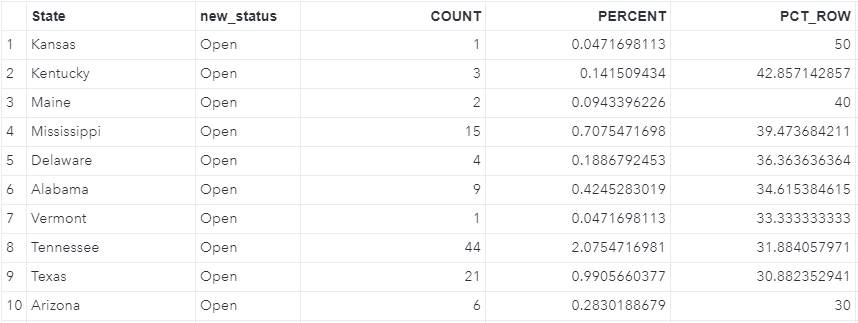 State new_status COUNT PERCENT PCT_ROW
1 Kansas Open 1 0.0471698113 50
2 Kentucky Open 3 0.141509434 42.857142857
3 Maine Open 2 0.0943396226 40
4 Mississippi Open 15 0.7075471698 39.473684211
5 Delaware Open 4 0.1886792453 36.363636364
6 Alabama Open 9 0.4245283019 34.615384615
7 Vermont Open 1 0.0471698113 33.333333333
8 Tennessee Open 44 2.0754716981 31.884057971
9 Texas Open 21 0.9905660377 30.882352941
10 Arizona Open 6 0.2830188679 30